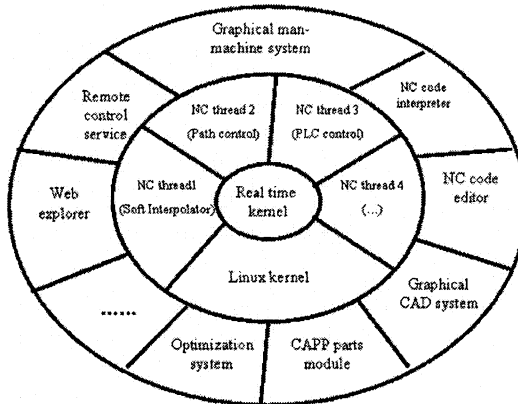 Graphical man-
machine system
Remote
control
service
NC thread 2
(Path control)
NC thread 3
(PLC control)
NC code
interpreter
Web
explorer
NC thread1
(Soft Interpolator)
Real time
kernel
NC thread 4
(...)
NC code
editor
Linux kernel
Graphical
CAD system
......
Optimization
system
CAPP parts
module